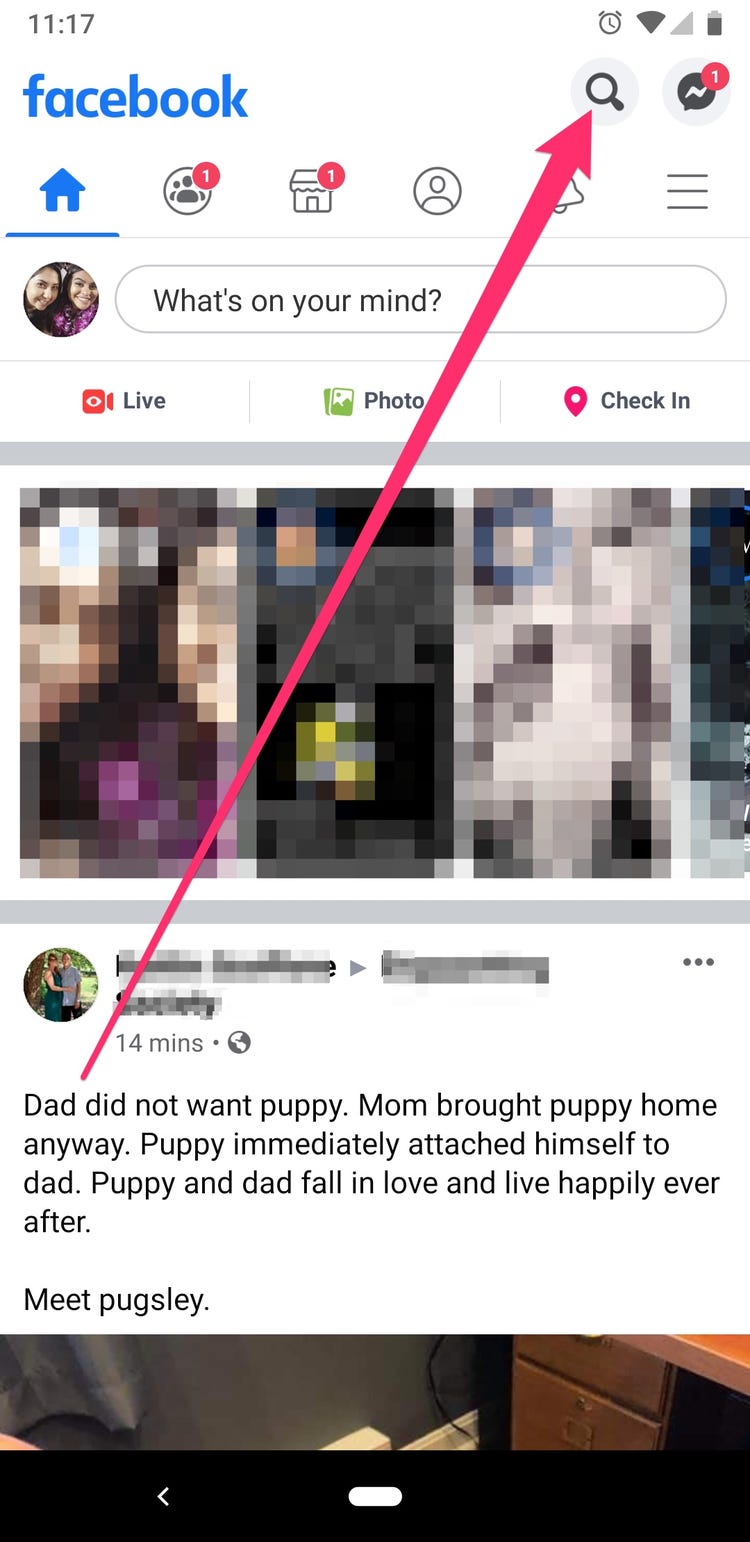 11:17
facebook
1
1
1
What's on your mind?
Live
Photo
Check In
14 mins •
Dad did not want puppy. Mom brought puppy home
anyway. Puppy immediately attached himself to
dad. Puppy and dad fall in love and live happily ever
after.
Meet pugsley.